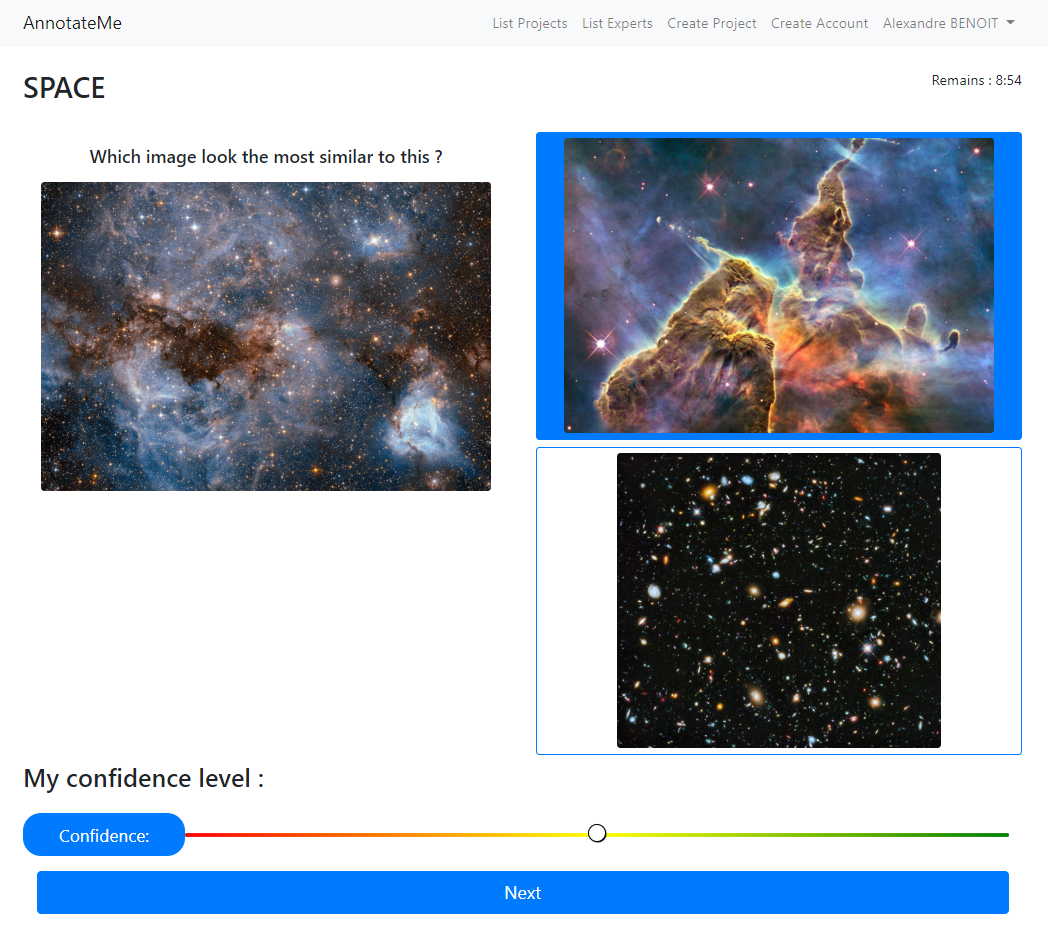 AnnotateMe
List Projects
List Experts
Create Project
Create Account
Alexandre BENOIT
SPACE
Remains : 8:54
Which image look the most similar to this ?
My confidence level :
Confidence:
Next